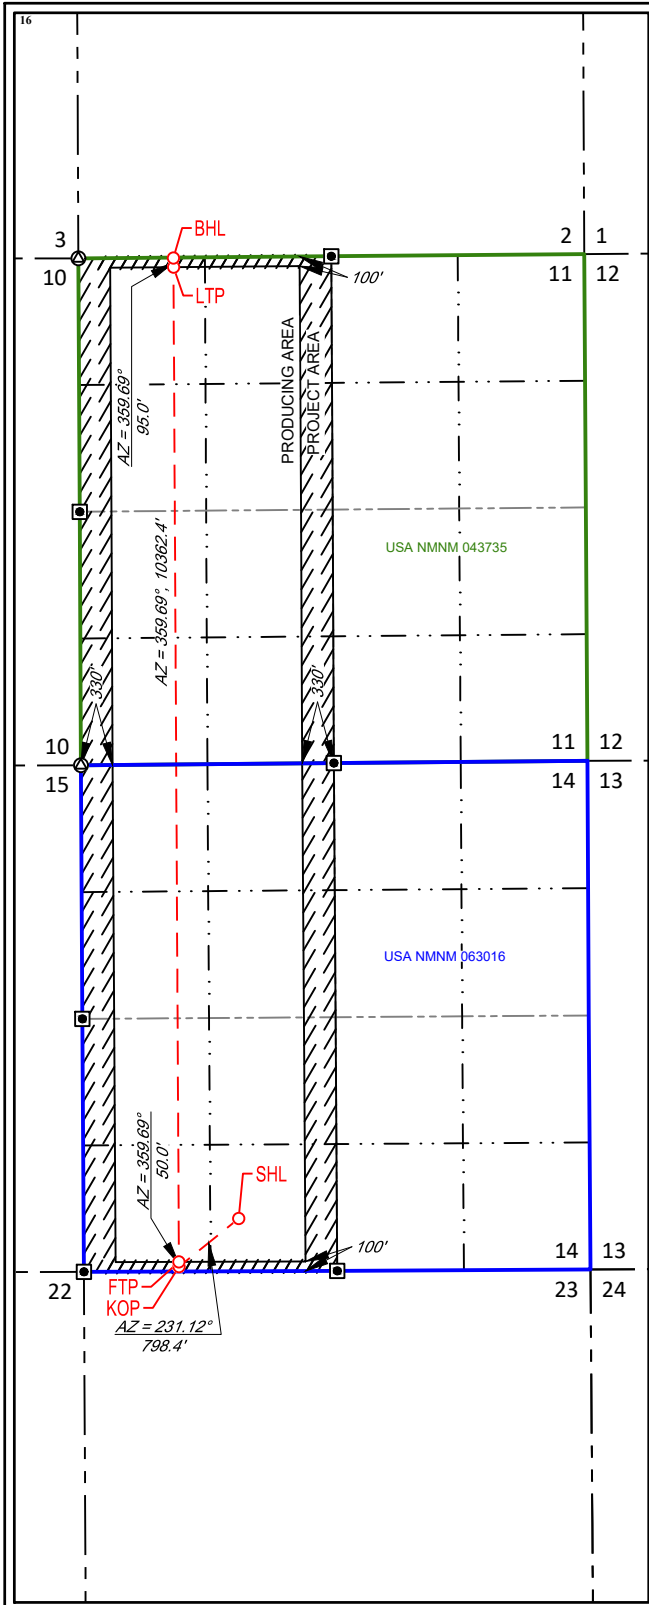 16
3
2
1
BHL
10
11
12
LTP
100'
AZ = 359.69°
95.0'
PRODUCING AREA
PROJECT AREA
USA NMNM 043735
AZ = 359.69°, 10362.4'
330'
330'
10
11
12
15
14
13
USA NMNM 063016
AZ = 359.69°
50.0'
SHL
100'
14
13
22
FTP
23
24
KOP
AZ = 231.12°
798.4'